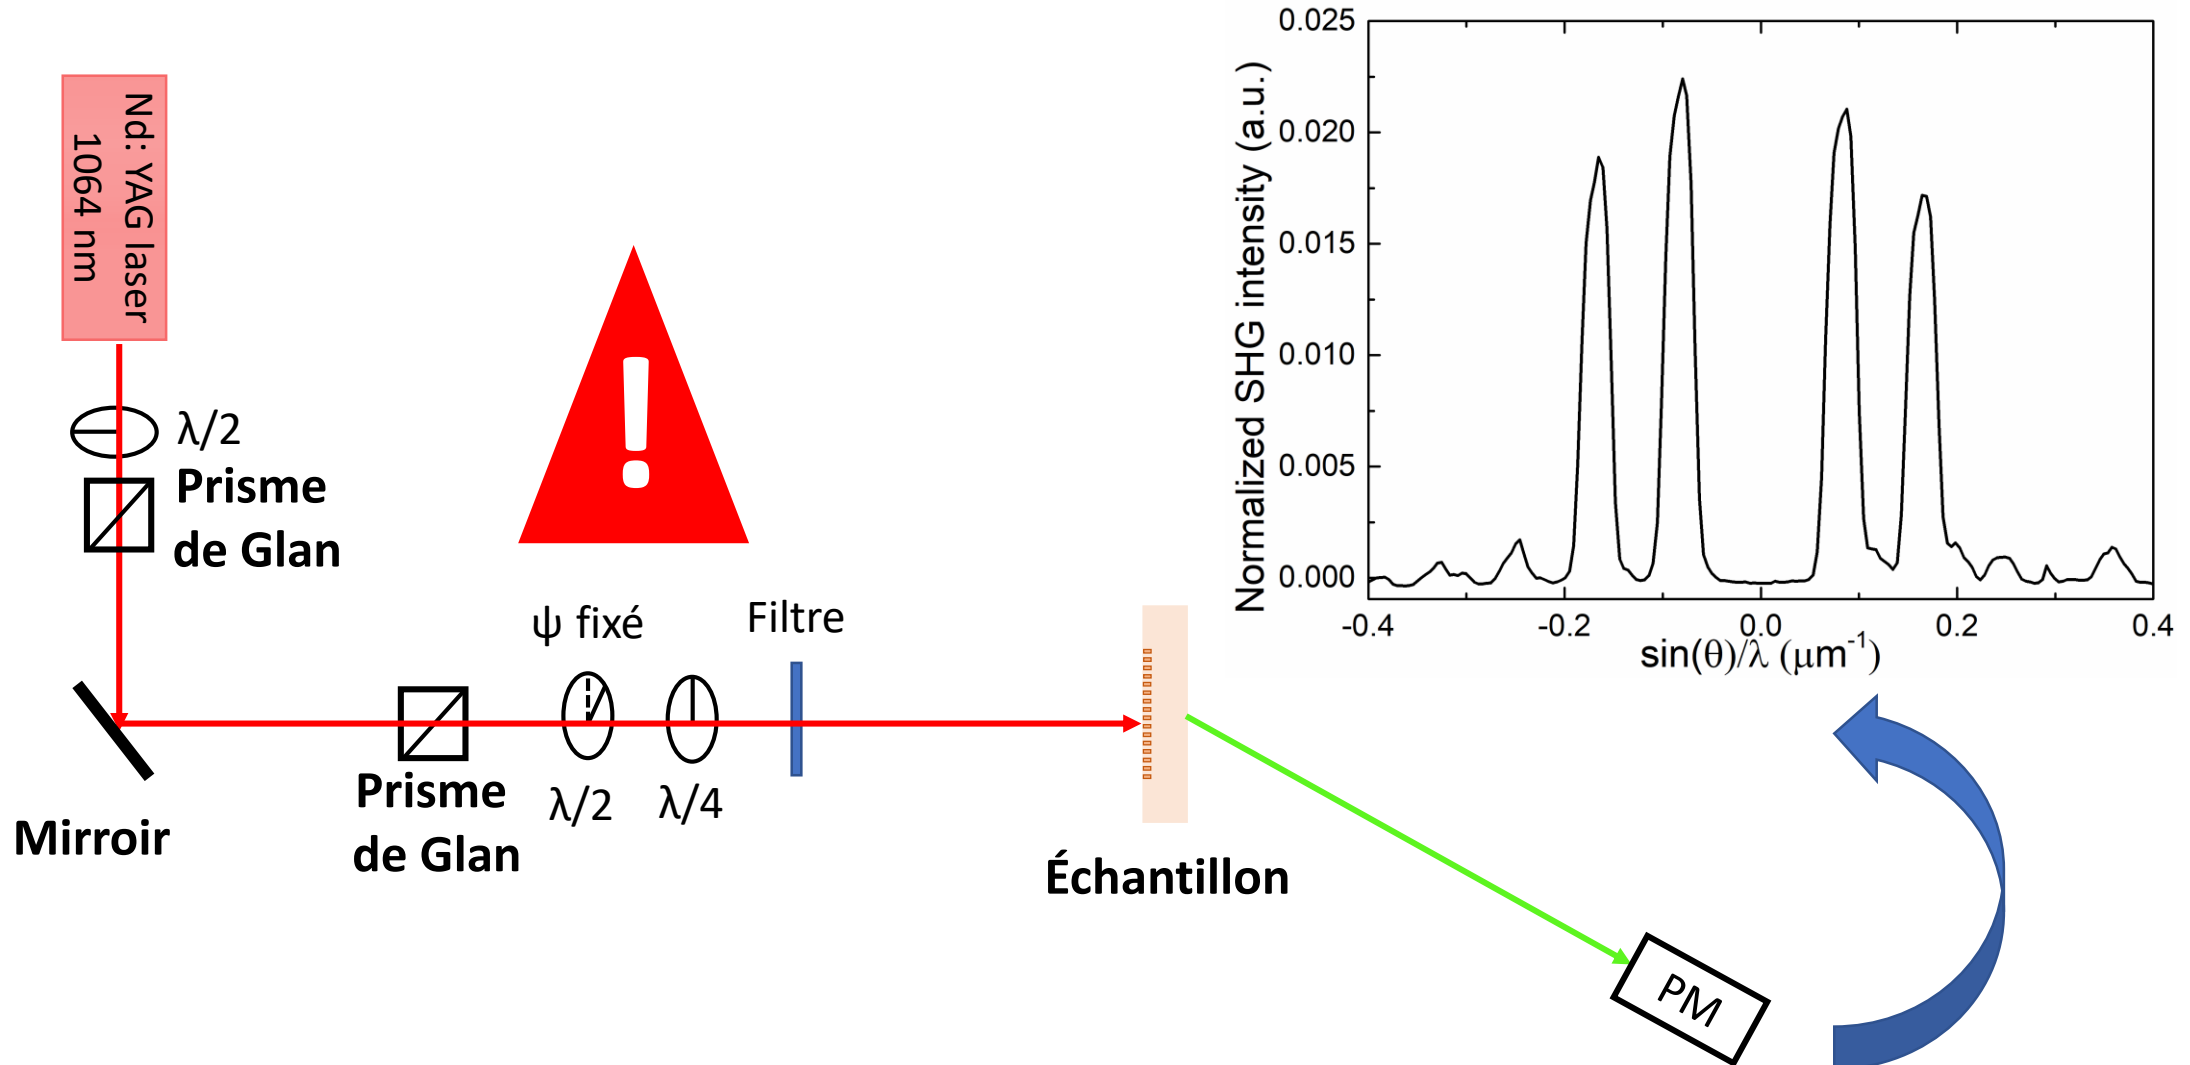 Nd: YAG laser
1064 nm
λ/2
Prisme
de Glan
Mirroir
!
Prisme
de Glan
ψ fixé
λ/2
λ/4
Filtre
Échantillon
PM
Normalized SHG intensity (a.u.)
0.025
0.020
0.015
0.010
0.005
0.000
-0.4 -0.2 0.0 0.2 0.4
sin(θ)/λ (μm⁻¹)